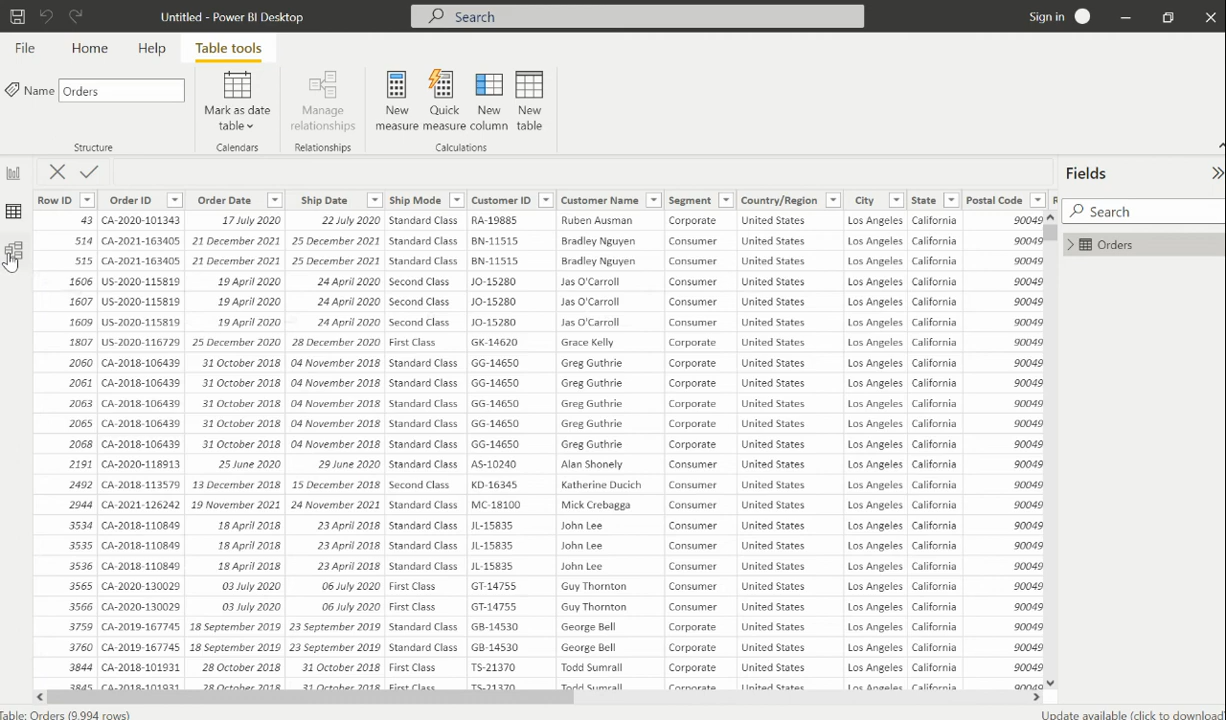 Untitled - Power BI Desktop
Search
Sign in
File Home Help Table tools
Name Orders
Mark as date table
Manage relationships
New measure
Quick measure
New column
New table
Structure Calendars Relationships Calculations
Fields
Search
Orders
Row ID Order ID Order Date Ship Date Ship Mode Customer ID Customer Name Segment Country/Region City State Postal Code R
43 CA-2020-101343 17 July 2020 22 July 2020 Standard Class RA-19885 Ruben Ausman Corporate United States Los Angeles California 90049
514 CA-2021-163405 21 December 2021 25 December 2021 Standard Class BN-11515 Bradley Nguyen Consumer United States Los Angeles California 90049
515 CA-2021-163405 21 December 2021 25 December 2021 Standard Class BN-11515 Bradley Nguyen Consumer United States Los Angeles California 90049
1606 US-2020-115819 19 April 2020 24 April 2020 Second Class JO-15280 Jas O'Carroll Consumer United States Los Angeles California 90049
1607 US-2020-115819 19 April 2020 24 April 2020 Second Class JO-15280 Jas O'Carroll Consumer United States Los Angeles California 90049
1609 US-2020-115819 19 April 2020 24 April 2020 Second Class JO-15280 Jas O'Carroll Consumer United States Los Angeles California 90049
1807 US-2020-116729 25 December 2020 28 December 2020 First Class GK-14620 Grace Kelly Corporate United States Los Angeles California 90049
2060 CA-2018-106439 31 October 2018 04 November 2018 Standard Class GG-14650 Greg Guthrie Corporate United States Los Angeles California 90049
2061 CA-2018-106439 31 October 2018 04 November 2018 Standard Class GG-14650 Greg Guthrie Corporate United States Los Angeles California 90049
2063 CA-2018-106439 31 October 2018 04 November 2018 Standard Class GG-14650 Greg Guthrie Corporate United States Los Angeles California 90049
2065 CA-2018-106439 31 October 2018 04 November 2018 Standard Class GG-14650 Greg Guthrie Corporate United States Los Angeles California 90049
2068 CA-2018-106439 31 October 2018 04 November 2018 Standard Class GG-14650 Greg Guthrie Corporate United States Los Angeles California 90049
2191 CA-2020-118913 25 June 2020 29 June 2020 Standard Class AS-10240 Alan Shonely Consumer United States Los Angeles California 90049
2492 CA-2018-113579 13 December 2018 15 December 2018 Second Class KD-16345 Katherine Ducich Consumer United States Los Angeles California 90049
2944 CA-2021-126242 19 November 2021 24 November 2021 Standard Class MC-18100 Mick Crebagga Consumer United States Los Angeles California 90049
3534 CA-2018-110849 18 April 2018 23 April 2018 Standard Class JL-15835 John Lee Consumer United States Los Angeles California 90049
3535 CA-2018-110849 18 April 2018 23 April 2018 Standard Class JL-15835 John Lee Consumer United States Los Angeles California 90049
3536 CA-2018-110849 18 April 2018 23 April 2018 Standard Class JL-15835 John Lee Consumer United States Los Angeles California 90049
3565 CA-2020-130029 03 July 2020 06 July 2020 First Class GT-14755 Guy Thornton Consumer United States Los Angeles California 90049
3566 CA-2020-130029 03 July 2020 06 July 2020 First Class GT-14755 Guy Thornton Consumer United States Los Angeles California 90049
3759 CA-2019-167745 18 September 2019 23 September 2019 Standard Class GB-14530 George Bell Corporate United States Los Angeles California 90049
3760 CA-2019-167745 18 September 2019 23 September 2019 Standard Class GB-14530 George Bell Corporate United States Los Angeles California 90049
3844 CA-2018-101931 28 October 2018 31 October 2018 First Class TS-21370 Todd Sumrall Corporate United States Los Angeles California 90049
3845 CA-2018-101931 28 October 2018 31 October 2018 First Class TS-21370 Todd Sumrall Corporate United States Los Angeles California 90049
Table: Orders (9,994 rows)
Update available (click to download)